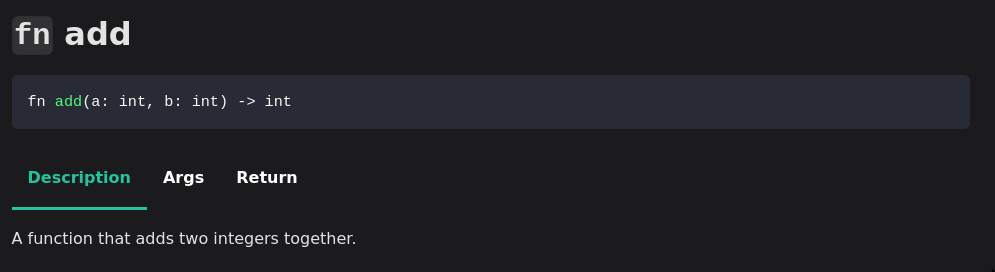 fn add
fn add(a: int, b: int) -> int
Description Args Return
A function that adds two integers together.